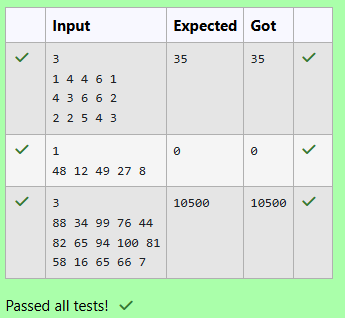 Input Expected Got
3 35 35
1 4 4 6 1
4 3 6 6 2
2 2 5 4 3
1 0 0
48 12 49 27 8
3 10500 10500
88 34 99 76 44
82 65 94 100 81
58 16 65 66 7
Passed all tests!